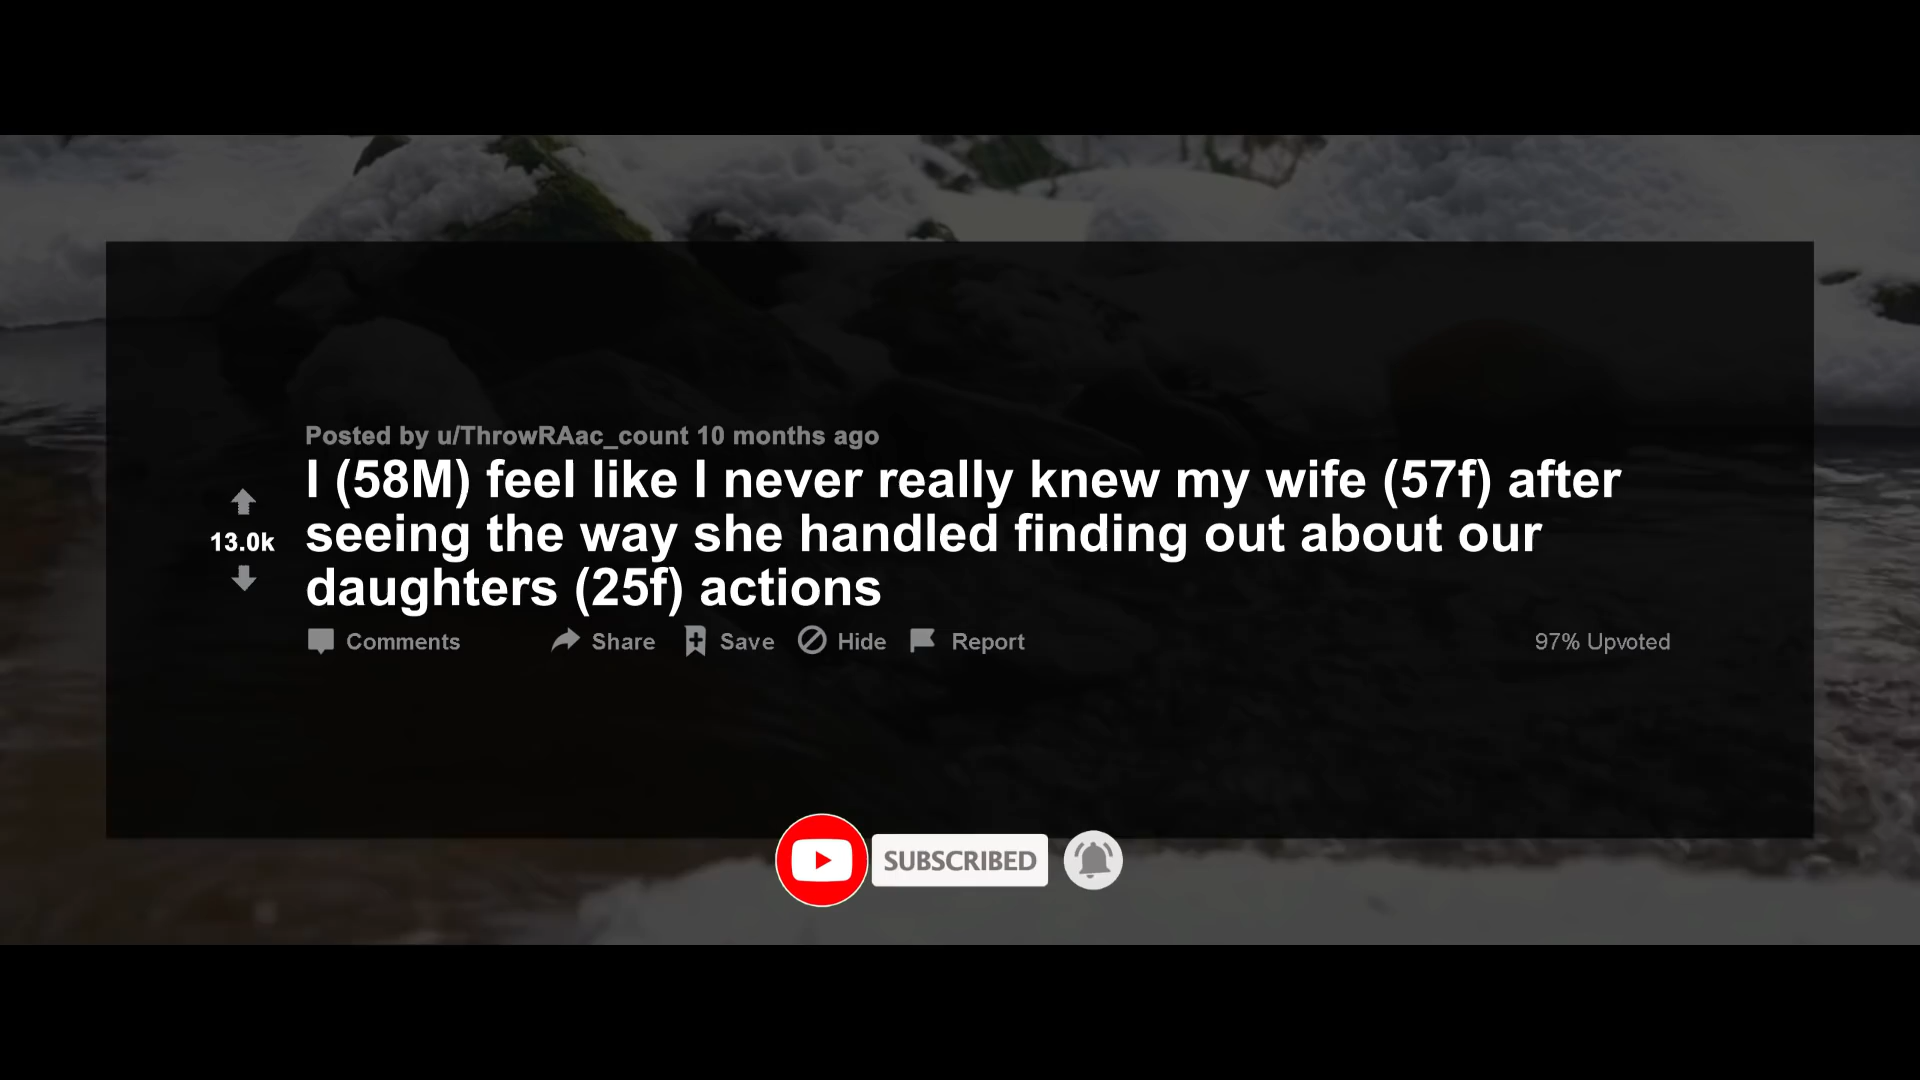 Posted by u/ThrowRAac_count 10 months ago
I (58M) feel like I never really knew my wife (57f) after
seeing the way she handled finding out about our
daughters (25f) actions
13.0k
Comments Share Save Hide Report 97% Upvoted
SUBSCRIBED